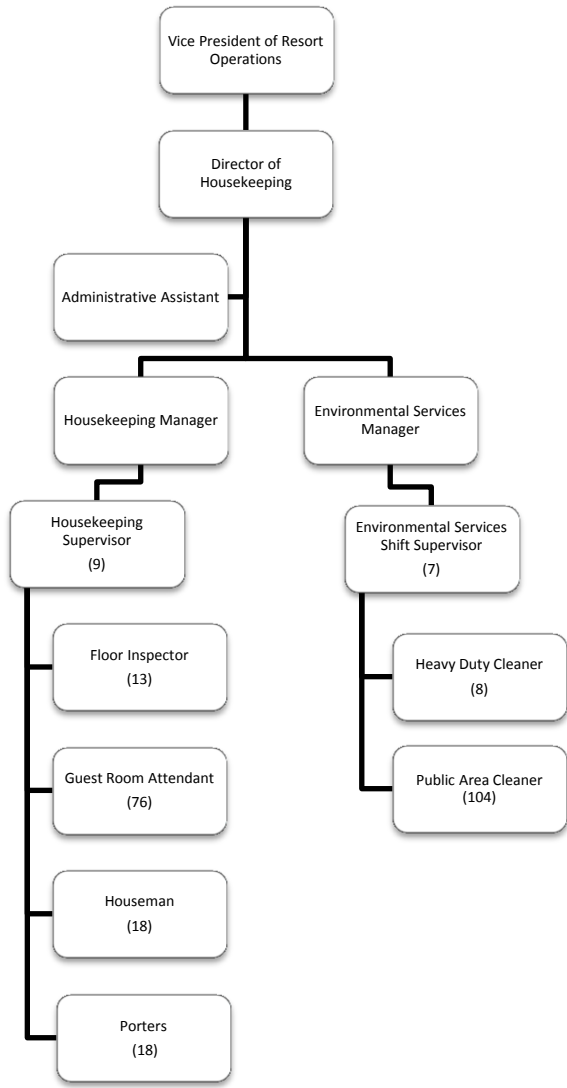 Vice President of Resort
Operations
Director of
Housekeeping
Administrative Assistant
Housekeeping Manager
Environmental Services
Manager
Housekeeping
Supervisor
(9)
Environmental Services
Shift Supervisor
(7)
Floor Inspector
(13)
Heavy Duty Cleaner
(8)
Guest Room Attendant
(76)
Public Area Cleaner
(104)
Houseman
(18)
Porters
(18)